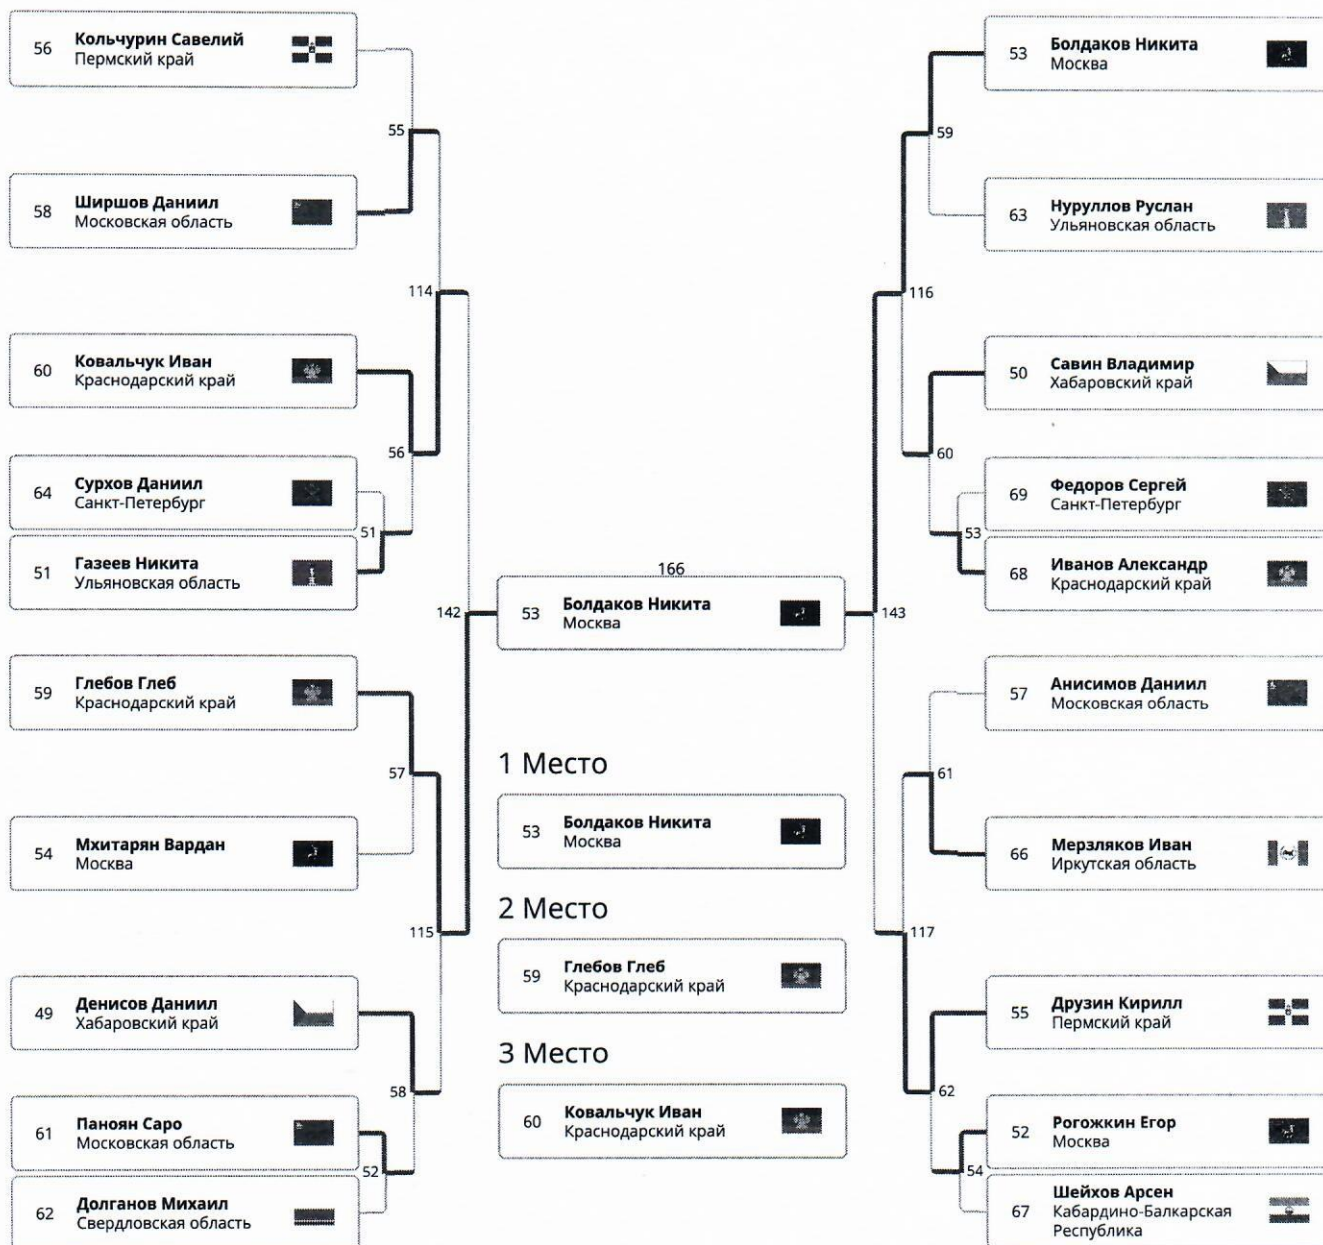 56
Кольчурин Савелий
Пермский край
55
58
Ширшов Даниил
Московская область
114
60
Ковальчук Иван
Краснодарский край
56
64
Сурхов Даниил
Санкт-Петербург
51
51
Газеев Никита
Ульяновская область
142
59
Глебов Глеб
Краснодарский край
57
54
Мхитарян Вардан
Москва
115
49
Денисов Даниил
Хабаровский край
58
61
Паноян Саро
Московская область
52
62
Долганов Михаил
Свердловская область
166
53
Болдаков Никита
Москва
1 Место
53
Болдаков Никита
Москва
2 Место
59
Глебов Глеб
Краснодарский край
3 Место
60
Ковальчук Иван
Краснодарский край
53
Болдаков Никита
Москва
59
63
Нуруллов Руслан
Ульяновская область
116
50
Савин Владимир
Хабаровский край
60
69
Федоров Сергей
Санкт-Петербург
53
68
Иванов Александр
Краснодарский край
143
57
Анисимов Даниил
Московская область
61
66
Мерзляков Иван
Иркутская область
117
55
Друзин Кирилл
Пермский край
62
52
Рогожкин Егор
Москва
54
67
Шейхов Арсен
Кабардино-Балкарская
Республика